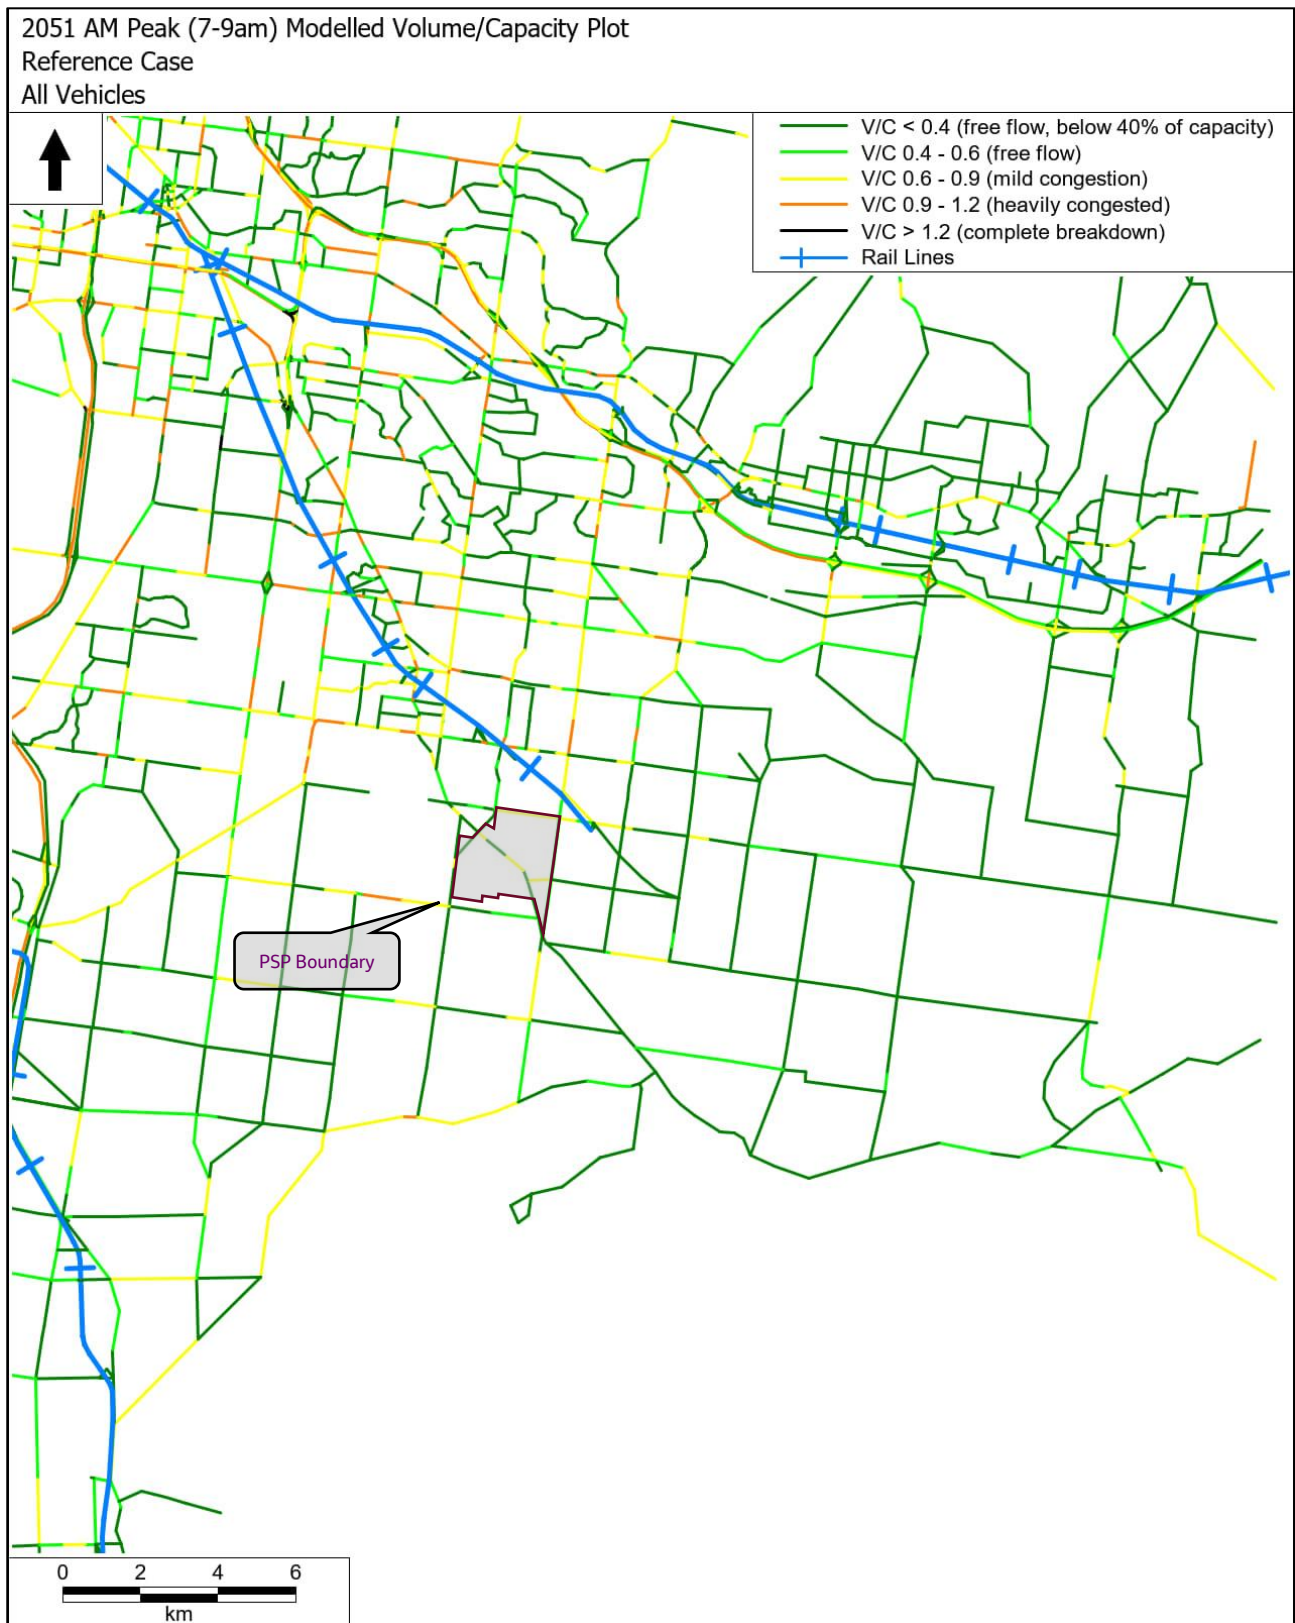 2051 AM Peak (7-9am) Modelled Volume/Capacity Plot
Reference Case
All Vehicles
V/C < 0.4 (free flow, below 40% of capacity)
V/C 0.4 - 0.6 (free flow)
V/C 0.6 - 0.9 (mild congestion)
V/C 0.9 - 1.2 (heavily congested)
V/C > 1.2 (complete breakdown)
Rail Lines
PSP Boundary
0 2 4 6
km